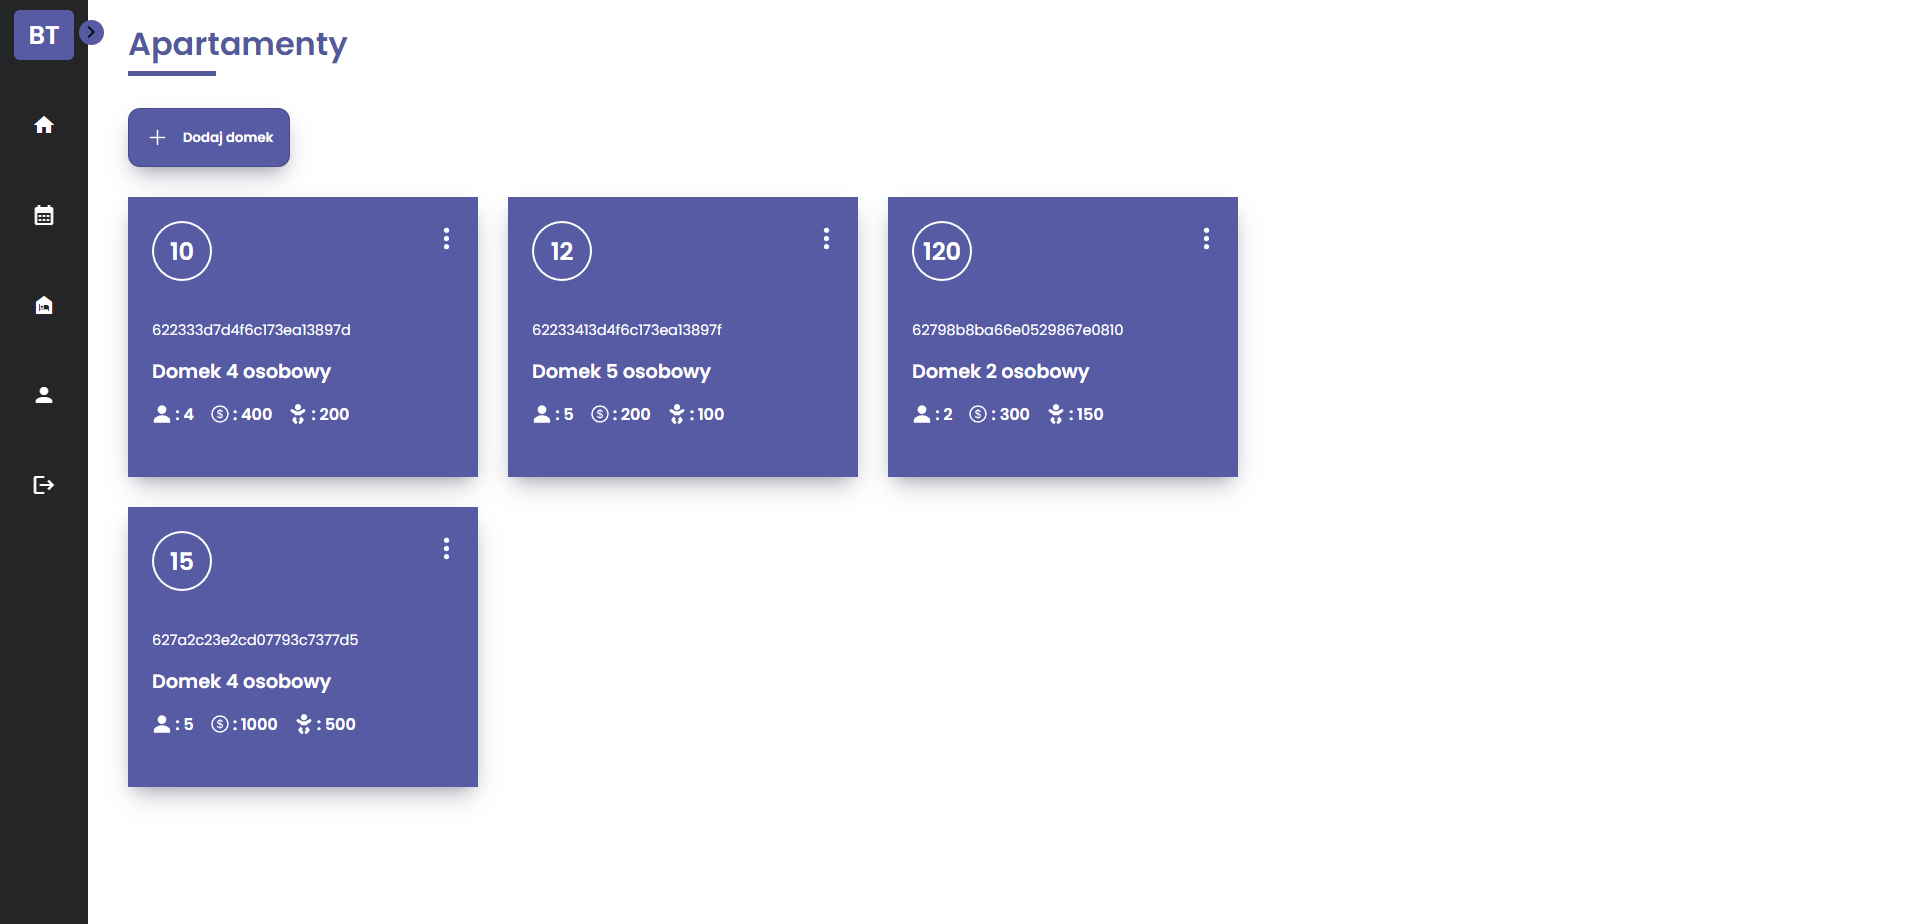 BT
Apartamenty
Dodaj domek
10
622333d7d4f6c173ea13897d
Domek 4 osobowy
: 4 : 400 : 200
12
62233413d4f6c173ea13897f
Domek 5 osobowy
: 5 : 200 : 100
120
62798b8ba66e0529867e0810
Domek 2 osobowy
: 2 : 300 : 150
15
627a2c23e2cd07793c7377d5
Domek 4 osobowy
: 5 : 1000 : 500